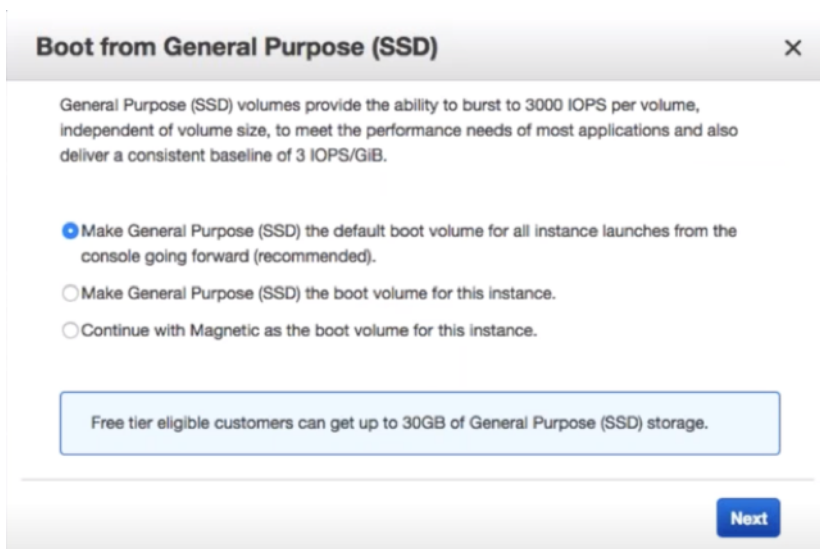 Boot from General Purpose (SSD)
General Purpose (SSD) volumes provide the ability to burst to 3000 IOPS per volume,
independent of volume size, to meet the performance needs of most applications and also
deliver a consistent baseline of 3 IOPS/GiB.
Make General Purpose (SSD) the default boot volume for all instance launches from the
console going forward (recommended).
Make General Purpose (SSD) the boot volume for this instance.
Continue with Magnetic as the boot volume for this instance.
Free tier eligible customers can get up to 30GB of General Purpose (SSD) storage.
Next